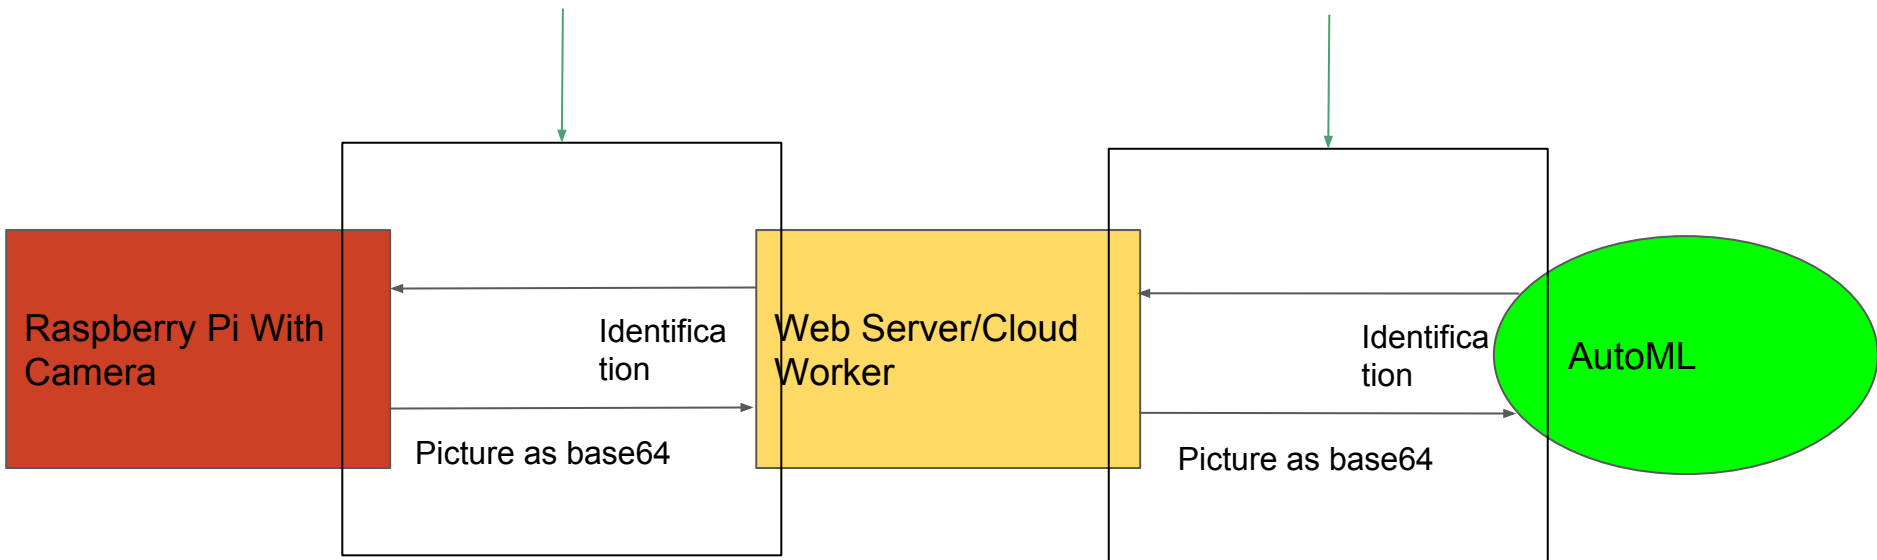 Raspberry Pi With
Camera
Identifica
tion
Picture as base64
Web Server/Cloud
Worker
Identifica
tion
Picture as base64
AutoML